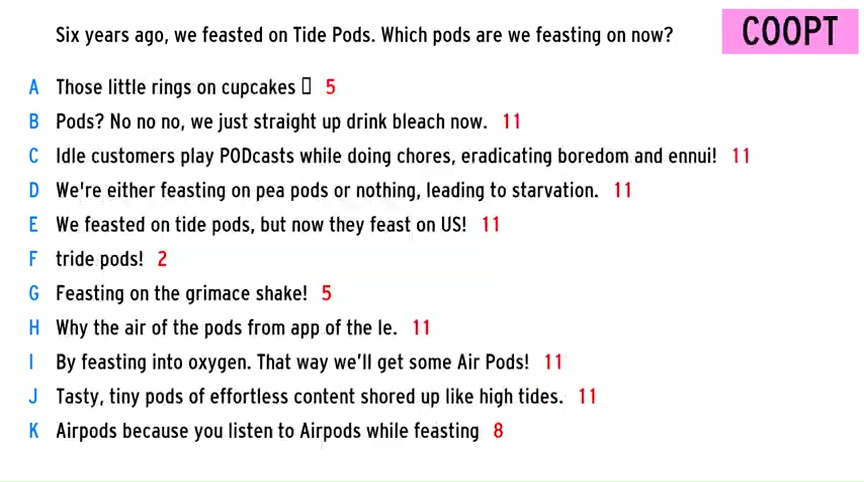 Six years ago, we feasted on Tide Pods. Which pods are we feasting on now?
COOPT
A Those little rings on cupcakes ▯ 5
B Pods? No no no, we just straight up drink bleach now. 11
C Idle customers play PODcasts while doing chores, eradicating boredom and ennui! 11
D We're either feasting on pea pods or nothing, leading to starvation. 11
E We feasted on tide pods, but now they feast on US! 11
F tride pods! 2
G Feasting on the grimace shake! 5
H Why the air of the pods from app of the le. 11
I By feasting into oxygen. That way we'll get some Air Pods! 11
J Tasty, tiny pods of effortless content shored up like high tides. 11
K Airpods because you listen to Airpods while feasting 8